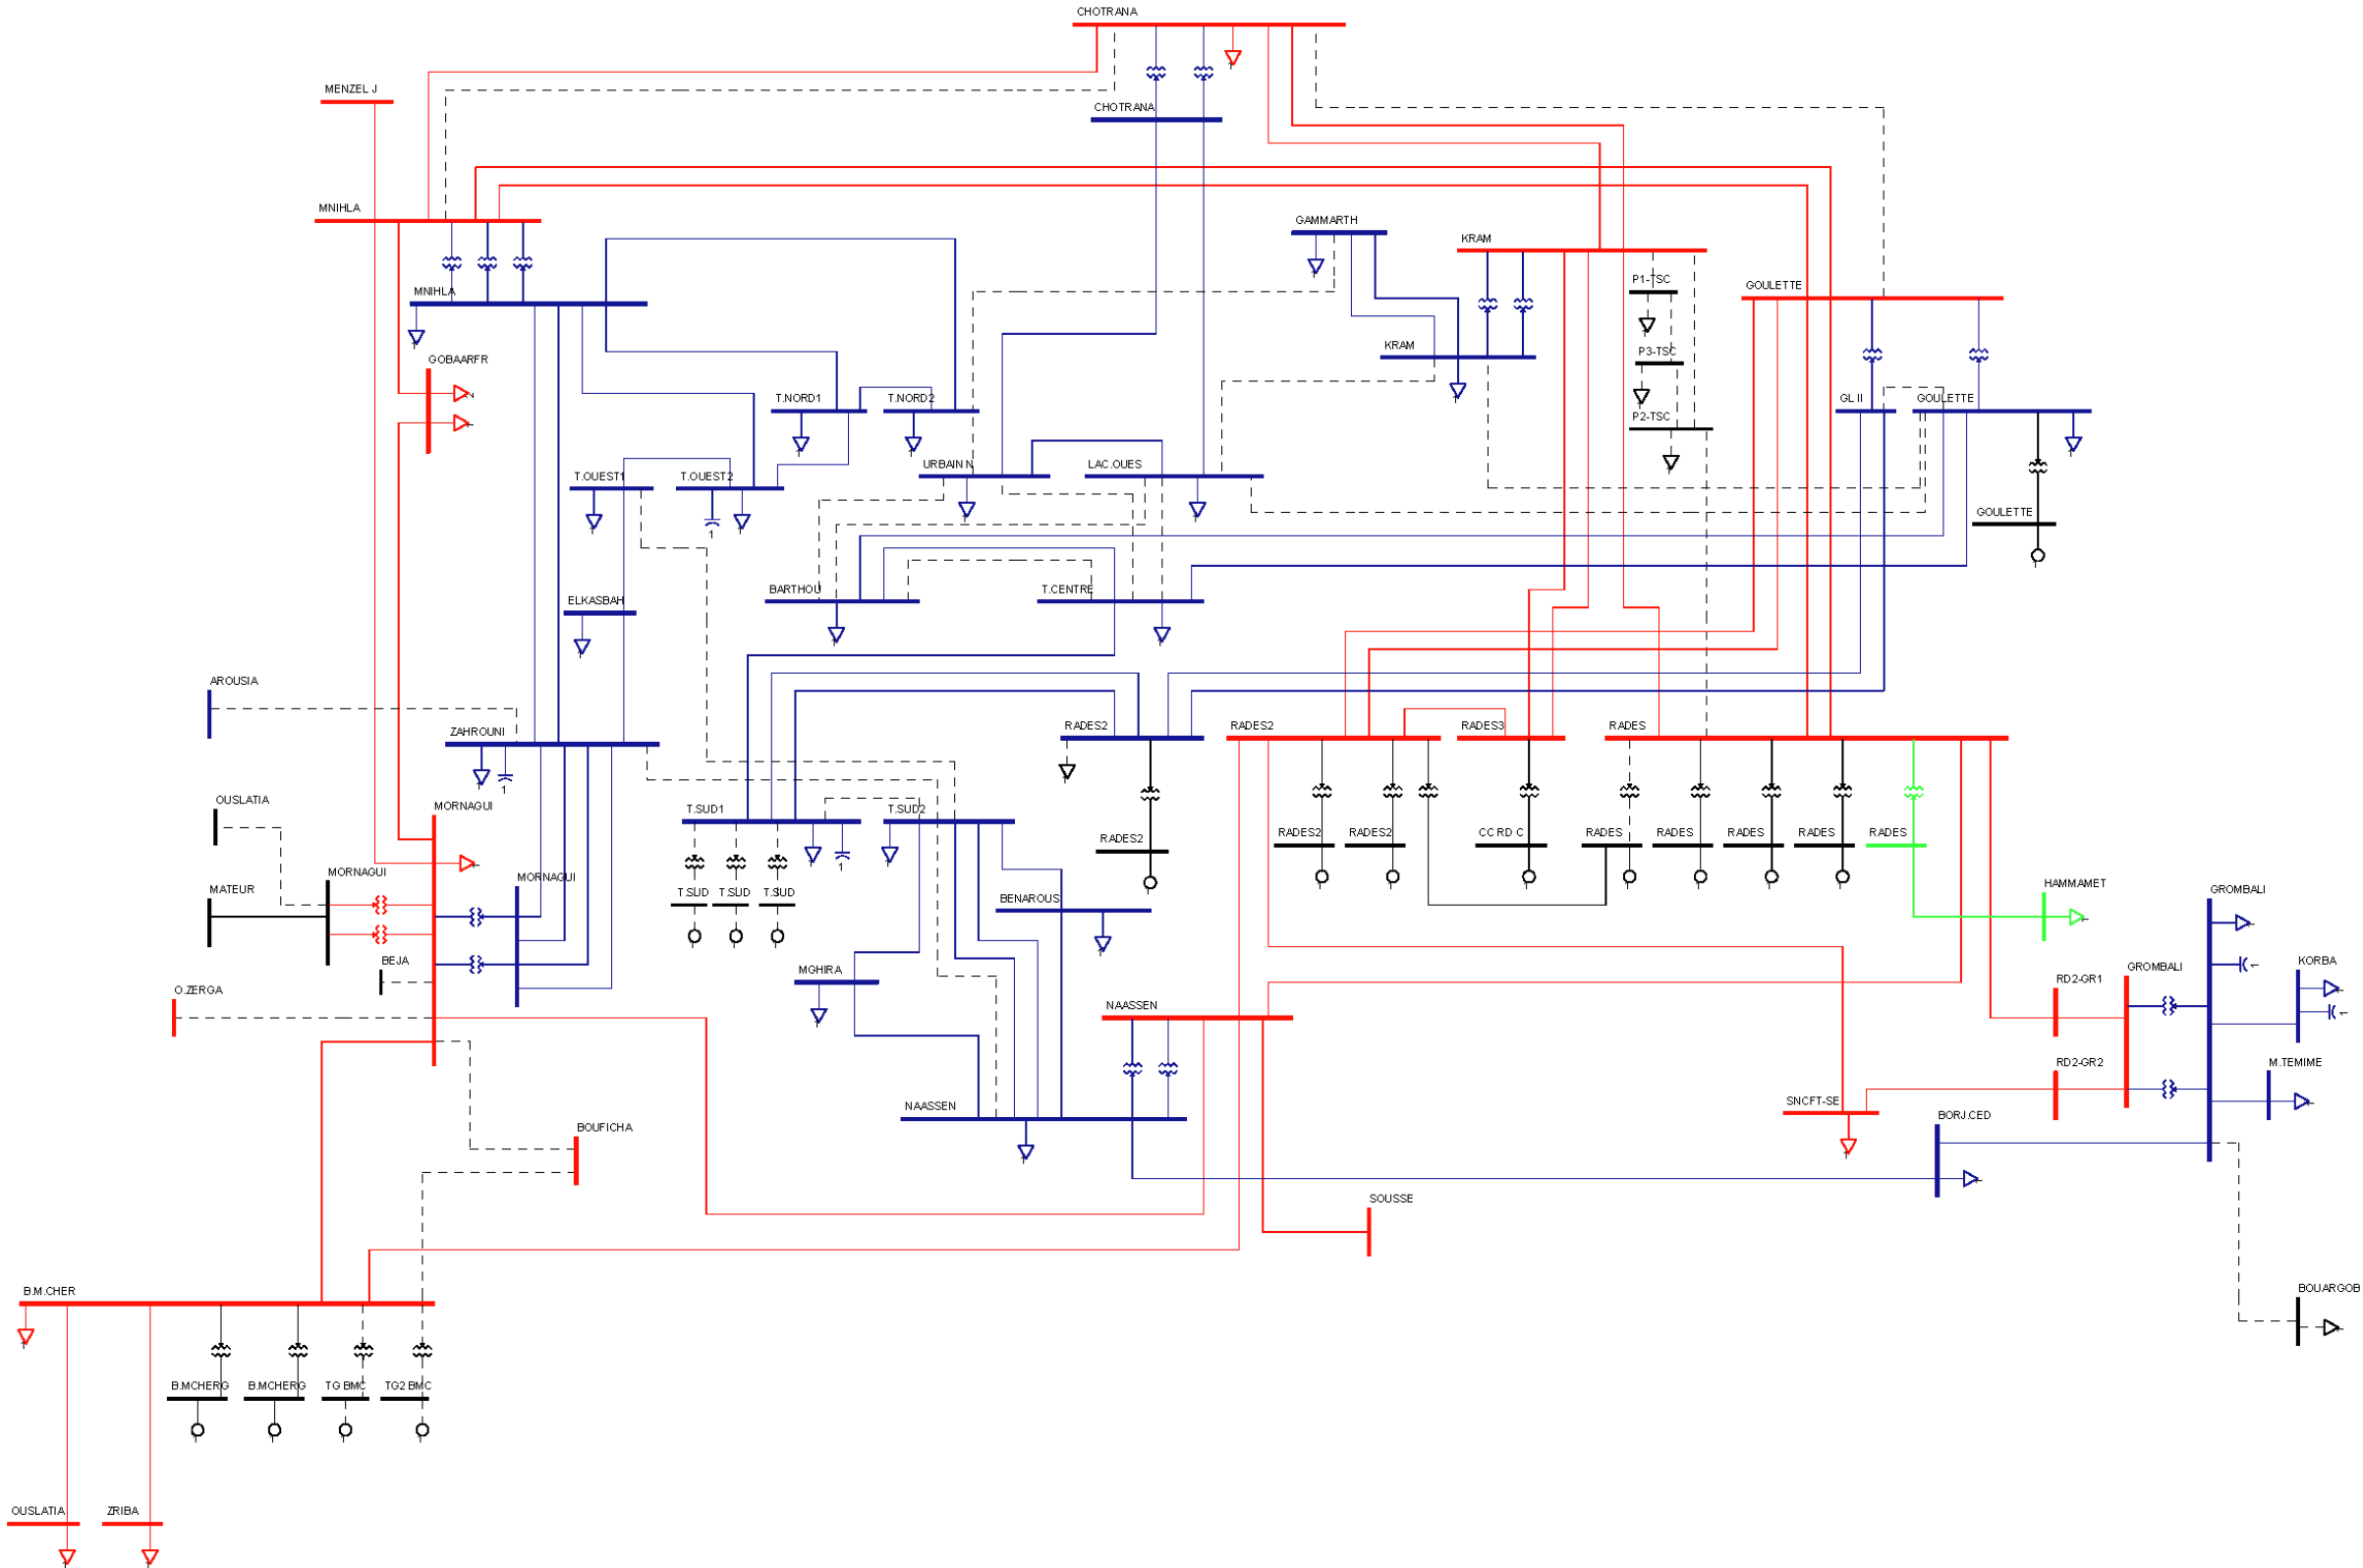 CHOTRANA
MENZEL J
CHOTRANA
MNIHLA
GAMMARTH
KRAM
P1-TSC
GOULETTE
MNIHLA
KRAM
P3-TSC
GOBAARFR
T.NORD1
T.NORD2
P2-TSC
GL II
GOULETTE
T.OUEST1
T.OUEST2
URBAIN N
LAC.OUES
GOULETTE
ELKASBAH
BARTHOU
T.CENTRE
AROUSIA
ZAHROUNI
RADES2
RADES2
RADES3
RADES
OUSLATIA
MORNAGUI
T.SUD1
T.SUD2
RADES2
RADES2
RADES2
CC RD C
RADES
RADES
RADES
RADES
RADES
MORNAGUI
MORNAGUI
MATEUR
T.SUD
T.SUD
T.SUD
BENAROUS
HAMMAMET
GROMBALI
BEJA
MGHIRA
GROMBALI
KORBA
O.ZERGA
NAASSEN
RD2-GR1
RD2-GR2
M.TEMIME
NAASSEN
SNCFT-SE
BORJ.CED
BOUFICHA
SOUSSE
B.M.CHER
BOUARGOB
B.MCHERG
B.MCHERG
TG BMC
TG2 BMC
OUSLATIA
ZRIBA